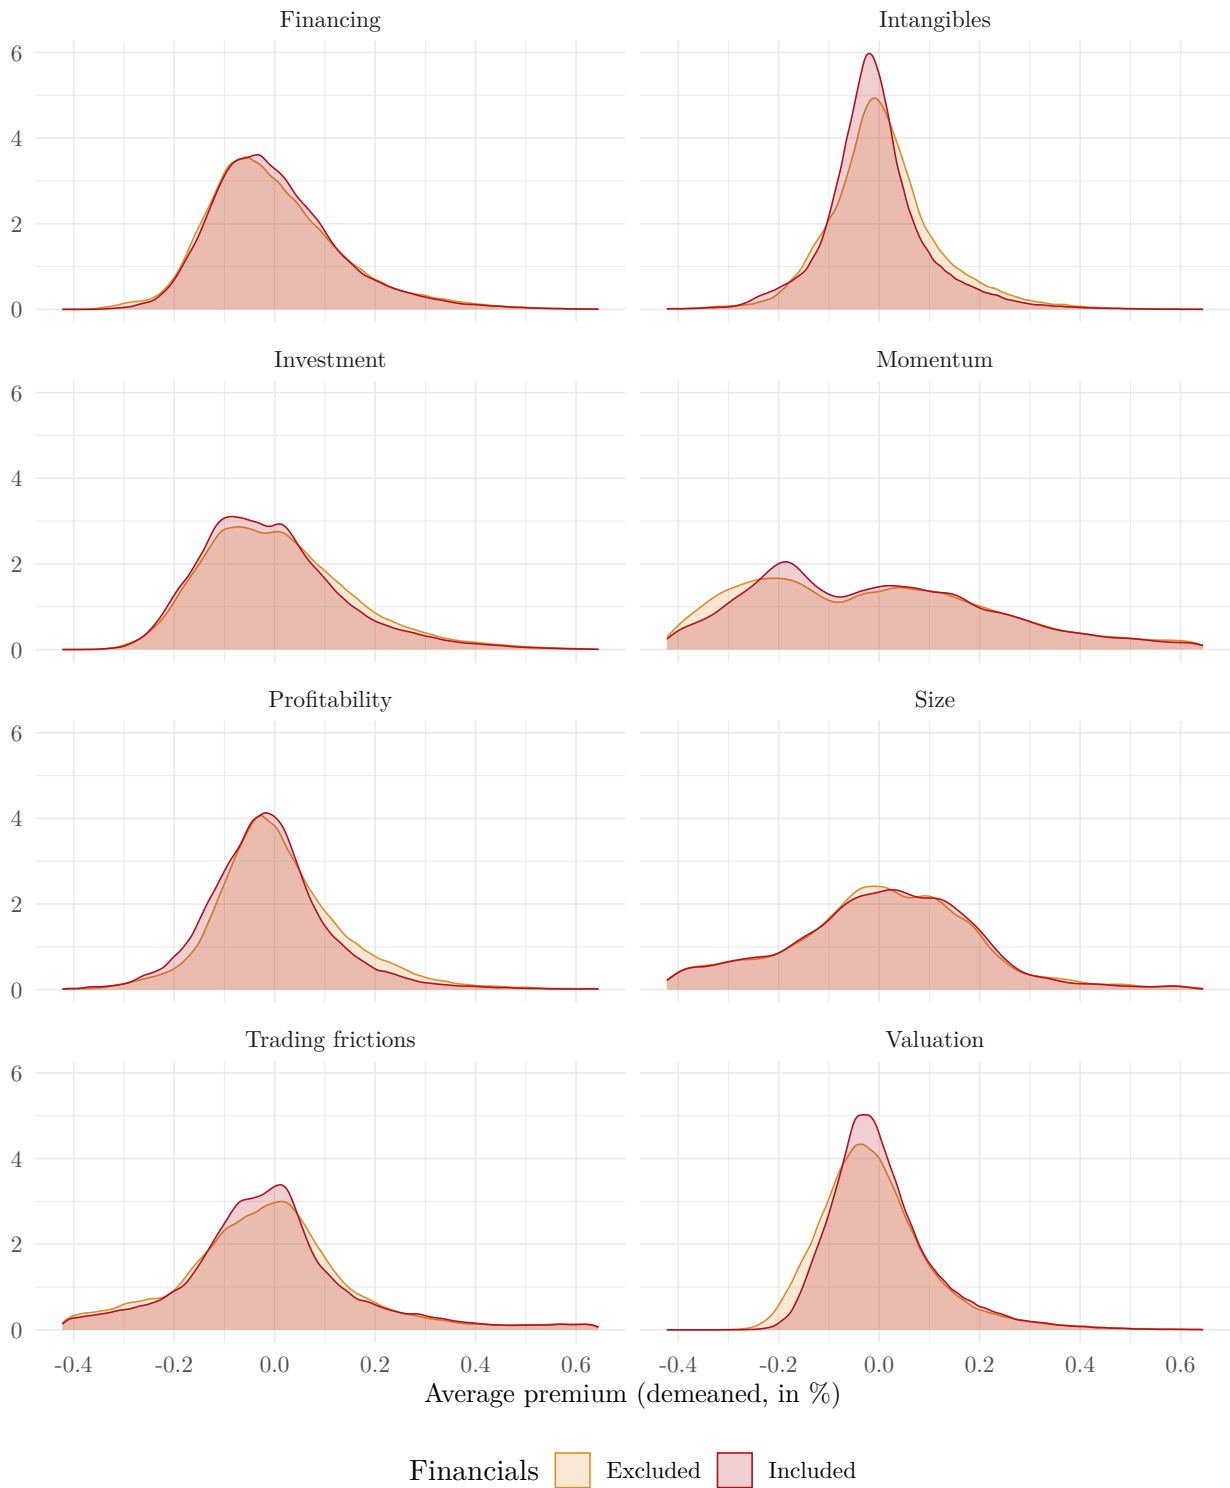 Financing
Intangibles
6
4
2
0
Investment
Momentum
6
4
2
0
Profitability
Size
6
4
2
0
Trading frictions
Valuation
6
4
2
0
-0.4 -0.2 0.0 0.2 0.4 0.6
-0.4 -0.2 0.0 0.2 0.4 0.6
Average premium (demeaned, in %)
Financials Excluded Included